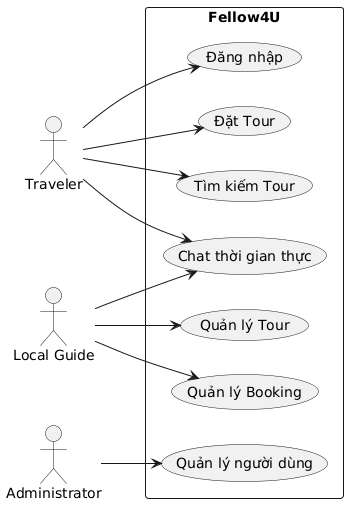 Fellow4U
Đăng nhập
Đặt Tour
Traveler
Tìm kiếm Tour
Chat thời gian thực
Local Guide
Quản lý Tour
Quản lý Booking
Administrator
Quản lý người dùng